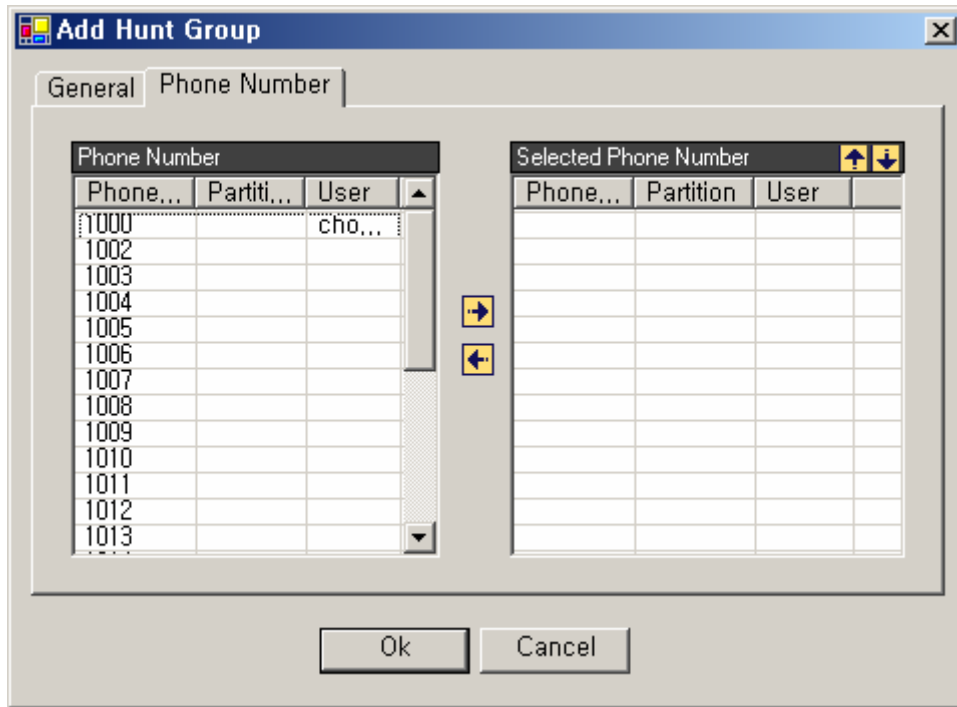 Add Hunt Group
General Phone Number
Phone Number
Phone,,, Partiti,,, User
1000 cho,,,
1002
1003
1004
1005
1006
1007
1008
1009
1010
1011
1012
1013
Selected Phone Number
Phone,,, Partition User
Ok Cancel